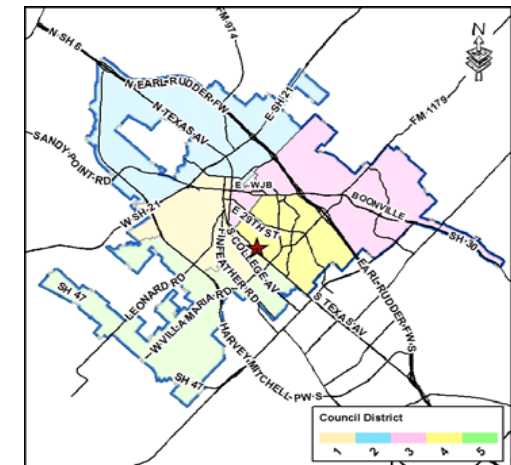 N SH 6
FM-974
N
N-EARL-RUDDER-FW
E-SH-21
N-TEXAS-AV
FM-1179
SANDY-POINT-RD
E -WJB
BOONVILLE
W-SH-21
E 29TH ST
SH-30
S COLLEGE-AV
FINFEATHER-RD
SH 47
LEONARD RD
W-VILLA MARIA-RD
S TEXAS-AV
EARL-RUDDER-FW-S
SH 47
HARVEY-MITCHELL-PW-S
Council District
1 2 3 4 5